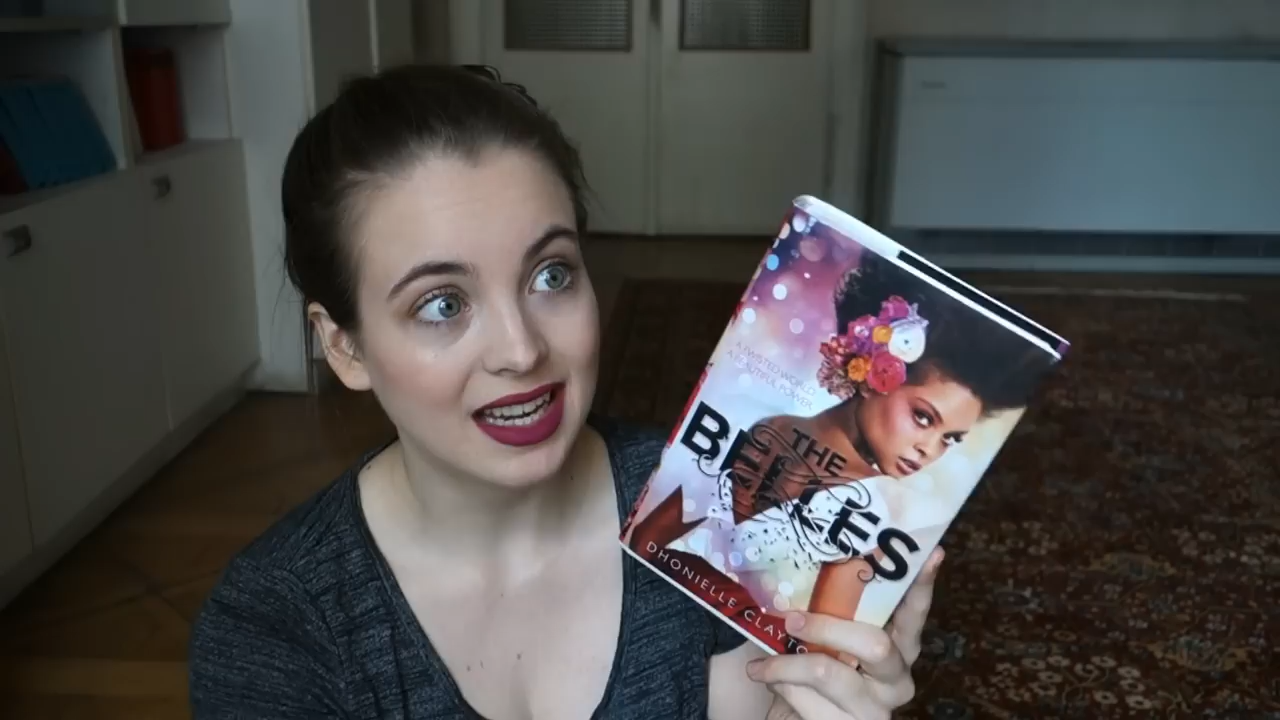 A TWISTED WORLD.
A BEAUTIFUL POWER.
THE
BELLES
DHONIELLE CLAYTO